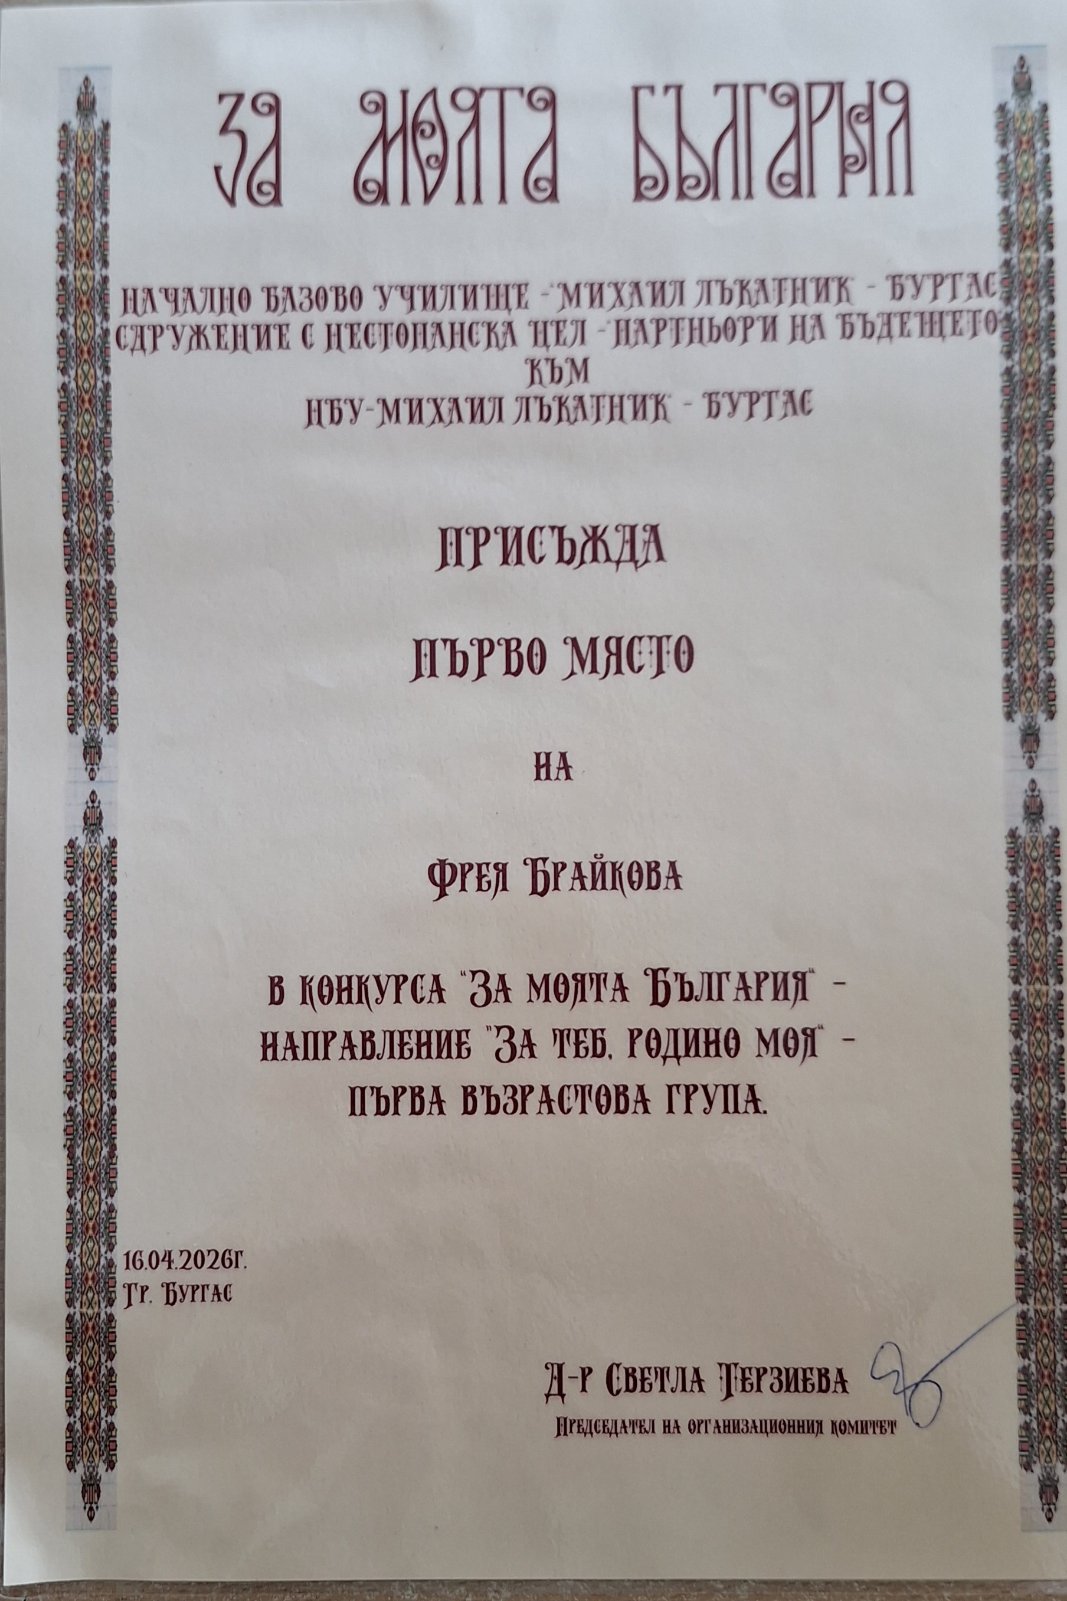 ЗА МОЯТА БЪЛГАРИЯ
НАЧАЛНО БАЗОВО УЧИЛИЩЕ -"МИХАИЛ ЛЪКАТНИК" - БУРГАС
СДРУЖЕНИЕ С НЕСТОПАНСКА ЦЕЛ -"ПАРТНЬОРИ НА БЪДЕЩЕТО"
КЪМ
НБУ-"МИХАИЛ ЛЪКАТНИК" - БУРГАС
ПРИСЪЖДА
ПЪРВО МЯСТО
НА
ФРЕЯ БРАЙКОВА
В КОНКУРСА "ЗА МОЯТА БЪЛГАРИЯ" -
НАПРАВЛЕНИЕ "ЗА ТЕБ, РОДИНО МОЯ" -
ПЪРВА ВЪЗРАСТОВА ГРУПА.
16.04.2026Г.
ГР. БУРГАС
Д-Р СВЕТЛА ТЕРЗИЕВА
ПРЕДСЕДАТЕЛ НА ОРГАНИЗАЦИОННИЯ КОМИТЕТ